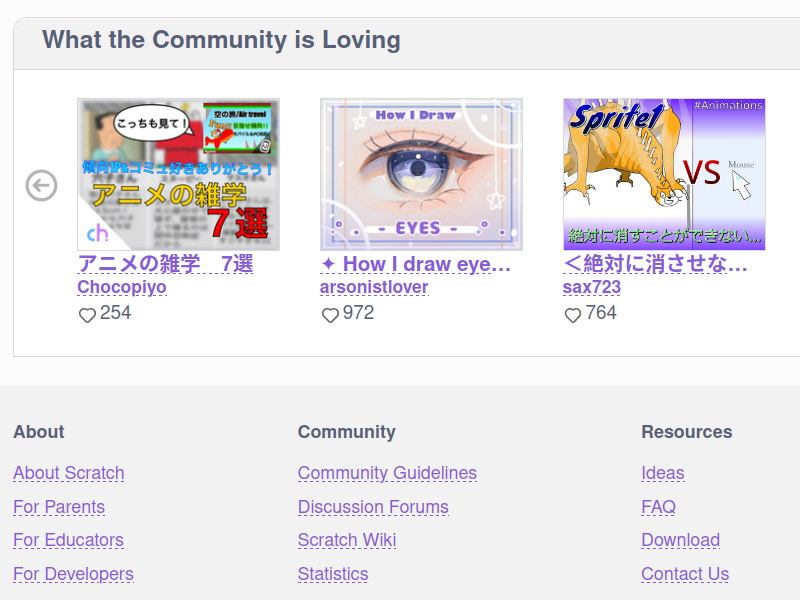 What the Community is Loving
こっちも見て！
空の旅/Air travel
傾向1Pをコミュ好きありがとう！
アニメの雑学
7選
ch
How I Draw
- EYES -
#Animations
Sprite1
VS
Mouse
絶対に消すことができない...
アニメの雑学　7選
✦ How I draw eye...
＜絶対に消させな...
Chocopiyo
arsonistlover
sax723
254
972
764
About
Community
Resources
About Scratch
Community Guidelines
Ideas
For Parents
Discussion Forums
FAQ
For Educators
Scratch Wiki
Download
For Developers
Statistics
Contact Us